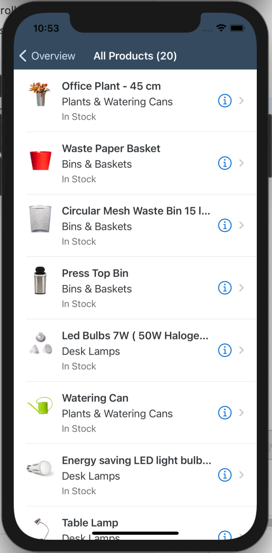 roll
10:53
Overview
All Products (20)
Office Plant - 45 cm
Plants & Watering Cans
In Stock
Waste Paper Basket
Bins & Baskets
In Stock
Circular Mesh Waste Bin 15 l...
Bins & Baskets
In Stock
Press Top Bin
Bins & Baskets
In Stock
Led Bulbs 7W ( 50W Haloge...
Desk Lamps
In Stock
Watering Can
Plants & Watering Cans
In Stock
Energy saving LED light bulb...
Desk Lamps
In Stock
Table Lamp
Desk Lamps